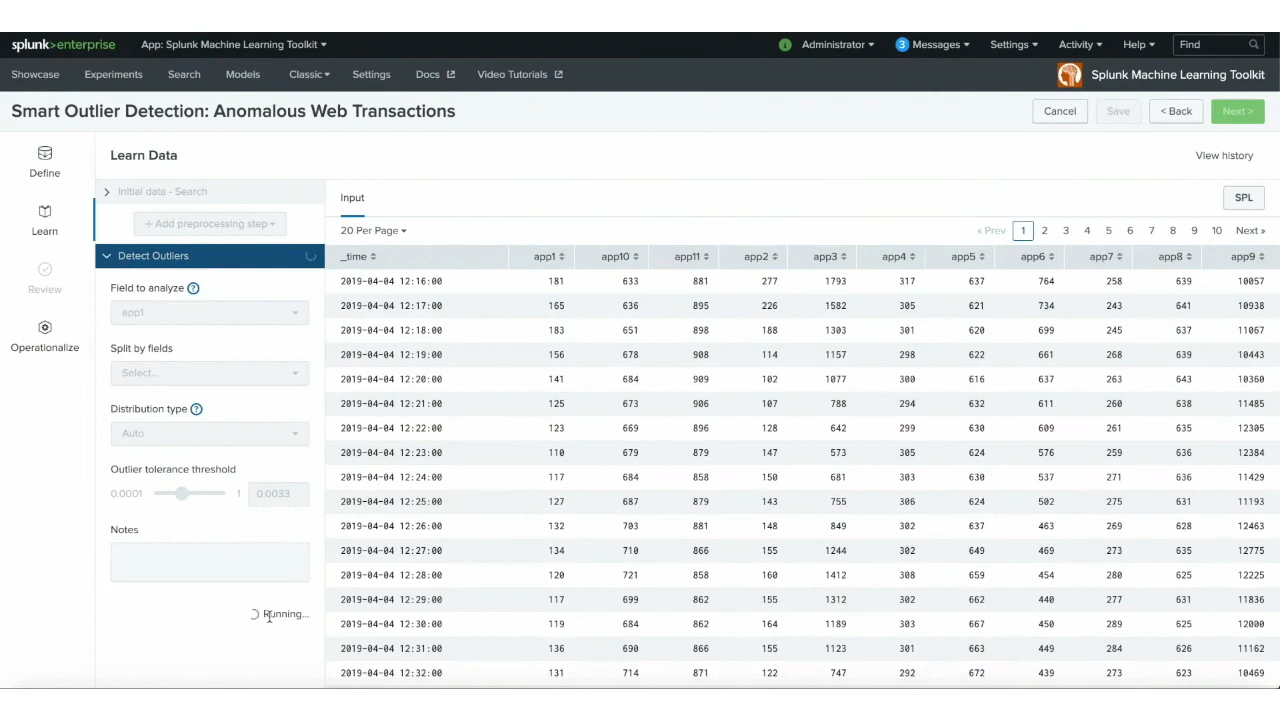 splunk>enterprise App: Splunk Machine Learning Toolkit i Administrator 3 Messages Settings Activity Help Find
Showcase Experiments Search Models Classic Settings Docs Video Tutorials Splunk Machine Learning Toolkit
Smart Outlier Detection: Anomalous Web Transactions Cancel Save < Back Next >
Define
Learn
Review
Operationalize
Learn Data View history
Initial data - Search
+ Add preprocessing step
Detect Outliers
Field to analyze ?
app1
Split by fields
Select...
Distribution type ?
Auto
Outlier tolerance threshold
0.0001 1 0.0033
Notes
Running...
Input SPL
20 Per Page « Prev 1 2 3 4 5 6 7 8 9 10 Next »
_time app1 app10 app11 app2 app3 app4 app5 app6 app7 app8 app9
2019-04-04 12:16:00 181 633 881 277 1793 317 637 764 258 639 10057
2019-04-04 12:17:00 165 636 895 226 1582 305 621 734 243 641 10938
2019-04-04 12:18:00 183 651 898 188 1303 301 620 699 245 637 11067
2019-04-04 12:19:00 156 678 908 114 1157 298 622 661 268 639 10443
2019-04-04 12:20:00 141 684 909 102 1077 300 616 637 263 643 10360
2019-04-04 12:21:00 125 673 906 107 788 294 632 611 260 638 11485
2019-04-04 12:22:00 123 669 896 128 642 299 630 609 261 635 12305
2019-04-04 12:23:00 110 679 879 147 573 305 624 576 259 636 12384
2019-04-04 12:24:00 117 684 858 150 681 303 630 537 271 636 11429
2019-04-04 12:25:00 127 687 879 143 755 306 624 502 275 631 11193
2019-04-04 12:26:00 132 703 881 148 849 302 637 463 269 628 12463
2019-04-04 12:27:00 134 710 866 155 1244 302 649 469 273 635 12775
2019-04-04 12:28:00 120 721 858 160 1412 308 659 454 280 625 12225
2019-04-04 12:29:00 117 699 862 155 1312 302 662 440 277 631 11836
2019-04-04 12:30:00 119 684 862 164 1189 303 667 450 289 625 12000
2019-04-04 12:31:00 136 690 866 155 1123 301 663 449 284 626 11162
2019-04-04 12:32:00 131 714 871 122 747 292 672 439 273 623 10469